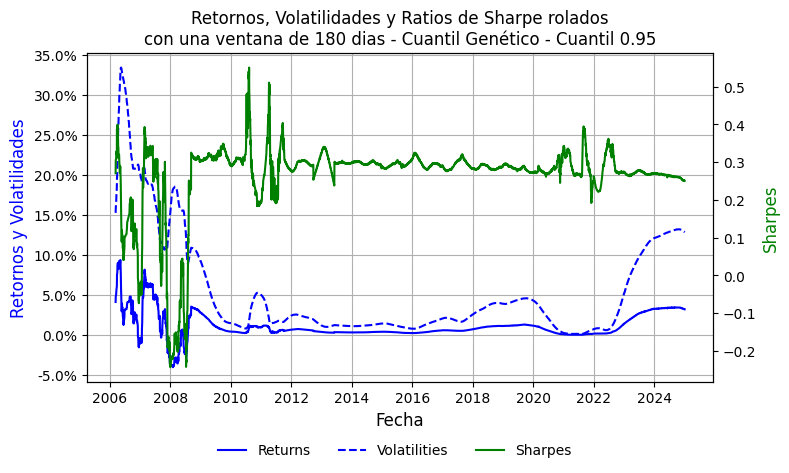 Retornos, Volatilidades y Ratios de Sharpe rolados
con una ventana de 180 dias - Cuantil Genético - Cuantil 0.95
35.0%
30.0%
25.0%
20.0%
15.0%
10.0%
5.0%
0.0%
-5.0%
Retornos y Volatilidades
0.5
0.4
0.3
0.2
0.1
0.0
−0.1
−0.2
Sharpes
2006 2008 2010 2012 2014 2016 2018 2020 2022 2024
Fecha
Returns Volatilities Sharpes